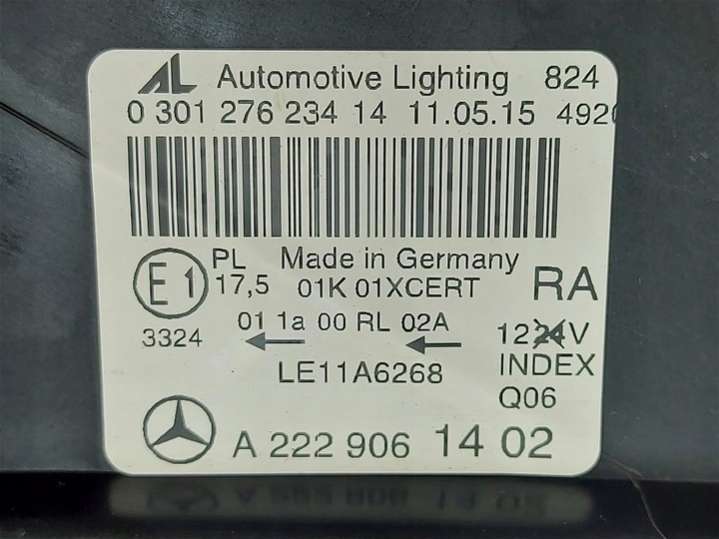 AL Automotive Lighting 824
0 301 276 234 14 11.05.15 492
E1 PL 17,5 Made in Germany
01K 01XCERT RA
3324 01 1a 00 RL 02A 12 24V
LE11A6268 INDEX
Q06
A 222 906 14 02